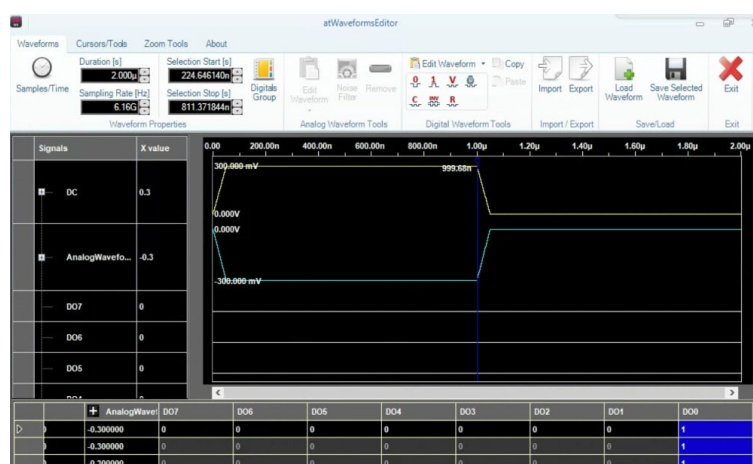 atWaveformsEditor
Waveforms Cursors/Tools Zoom Tools About
Samples/Time
Duration [s]
2.000µ
Sampling Rate [Hz]
6.16G
Selection Start [s]
224.646140n
Selection Stop [s]
811.371844n
Digitals Group
Waveform Properties
Edit Waveform
Noise Filter
Remove
Analog Waveform Tools
Edit Waveform Copy
0 1 V Paste
C INV R
Digital Waveform Tools
Import Export
Import / Export
Load Waveform
Save Selected Waveform
Save/Load
Exit
Exit
Signals X value
0.00 200.00n 400.00n 600.00n 800.00n 1.00µ 1.20µ 1.40µ 1.60µ 1.80µ 2.00µ
300.000 mV 999.68n
DC 0.3
0.000V
0.000V
AnalogWavefo... -0.3
-300.000 mV
DO7 0
DO6 0
DO5 0
AnalogWavef DO7 DO6 DO5 DO4 DO3 DO2 DO1 DO0
-0.300000 0 0 0 0 0 0 0 1
-0.300000 0 0 0 0 0 0 0 1